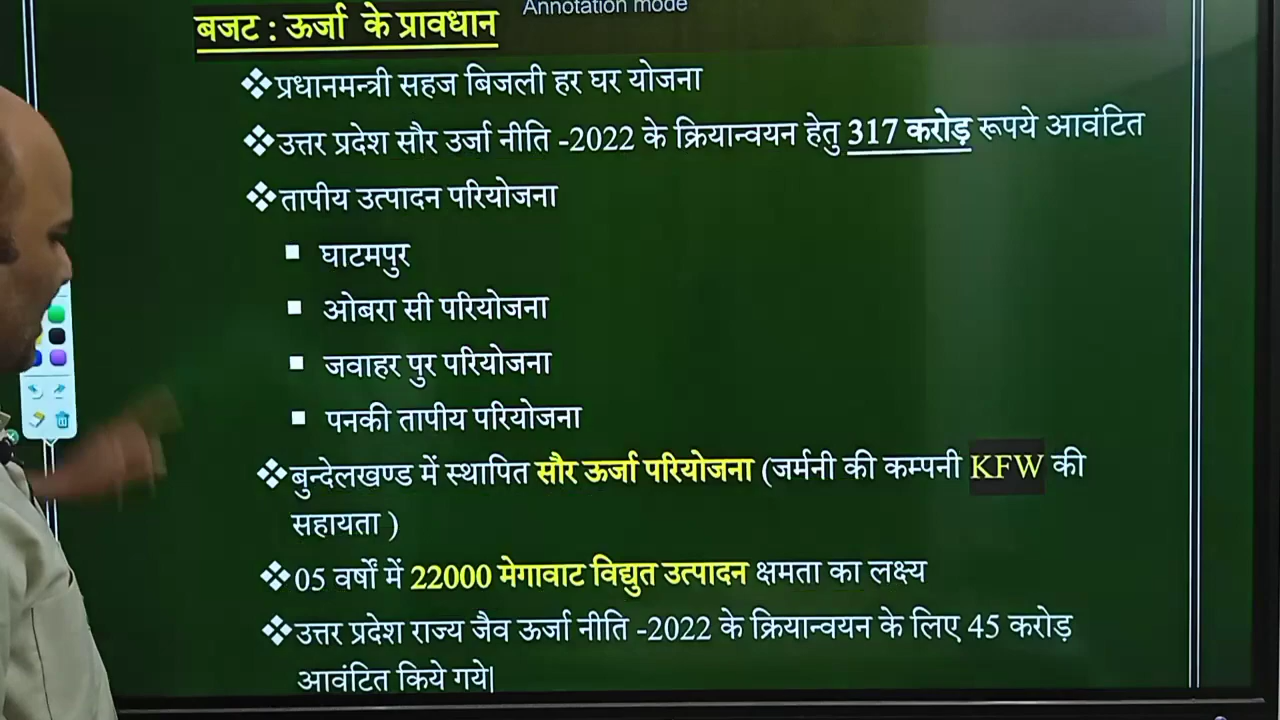 Annotation mode
बजट : ऊर्जा के प्रावधान
❖प्रधानमन्त्री सहज बिजली हर घर योजना
❖उत्तर प्रदेश सौर उर्जा नीति -2022 के क्रियान्वयन हेतु 317 करोड़ रूपये आवंटित
❖तापीय उत्पादन परियोजना
▪ घाटमपुर
▪ ओबरा सी परियोजना
▪ जवाहर पुर परियोजना
▪ पनकी तापीय परियोजना
❖बुन्देलखण्ड में स्थापित सौर ऊर्जा परियोजना (जर्मनी की कम्पनी KFW की
सहायता )
❖05 वर्षों में 22000 मेगावाट विद्युत उत्पादन क्षमता का लक्ष्य
❖उत्तर प्रदेश राज्य जैव ऊर्जा नीति -2022 के क्रियान्वयन के लिए 45 करोड़
आवंटित किये गये|